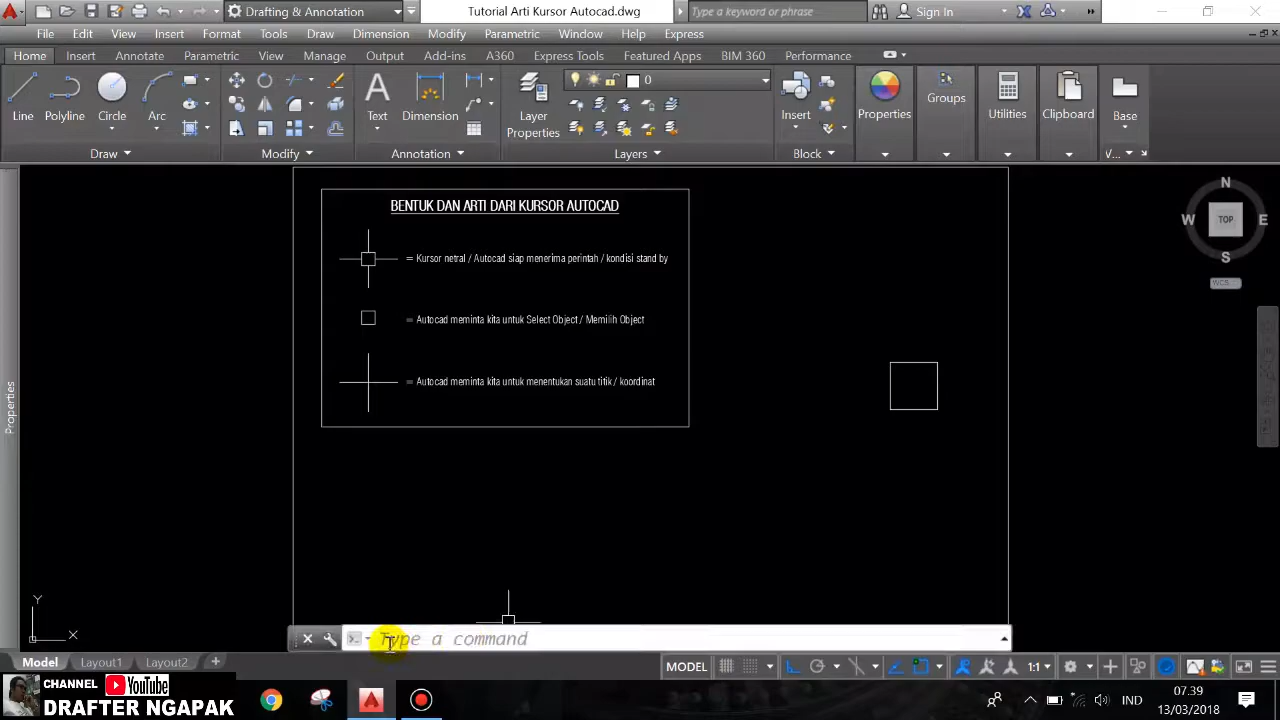 Drafting & Annotation
Tutorial Arti Kursor Autocad.dwg
Type a keyword or phrase
Sign In
File Edit View Insert Format Tools Draw Dimension Modify Parametric Window Help Express
Home Insert Annotate Parametric View Manage Output Add-ins A360 Express Tools Featured Apps BIM 360 Performance
0
Line Polyline Circle Arc Text Dimension Layer Properties Insert Properties Groups Utilities Clipboard Base
Draw Modify Annotation Layers Block V...
BENTUK DAN ARTI DARI KURSOR AUTOCAD
= Kursor netral / Autocad siap menerima perintah / kondisi stand by
= Autocad meminta kita untuk Select Object / Memilih Object
= Autocad meminta kita untuk menentukan suatu titik / koordinat
N
W TOP E
S
WCS
Properties
Y
X
Type a command
Model Layout1 Layout2 +
MODEL
1:1
CHANNEL YouTube
DRAFTER NGAPAK
IND
07.39
13/03/2018